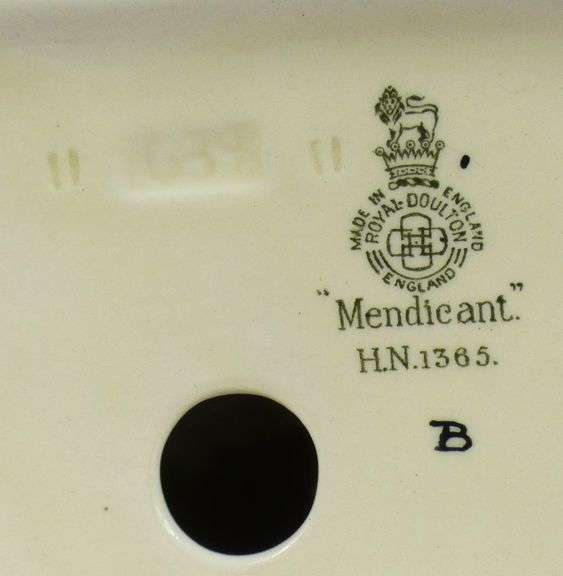 MADE IN ENGLAND
ROYAL·DOULTON
ENGLAND
"Mendicant."
H.N.1365.
B